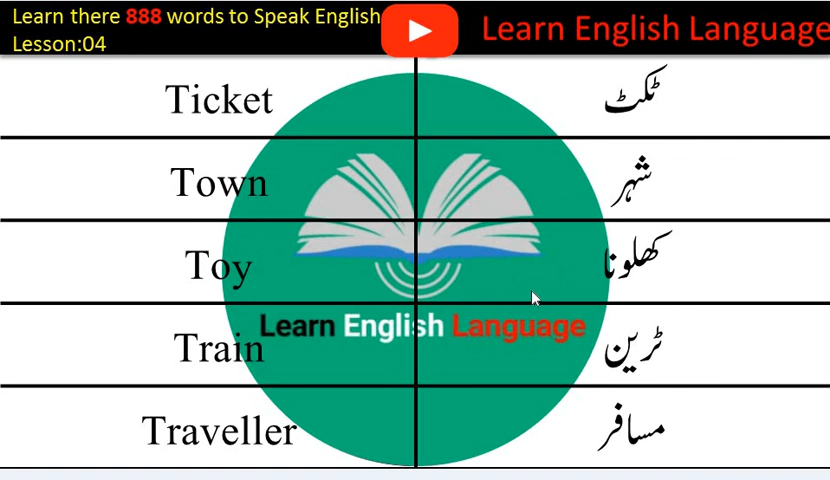 Learn there 888 words to Speak English
Lesson:04
Learn English Language
Ticket ٹکٹ
Town شہر
Toy کھلونا
Learn English Language
Train ٹرین
Traveller مسافر